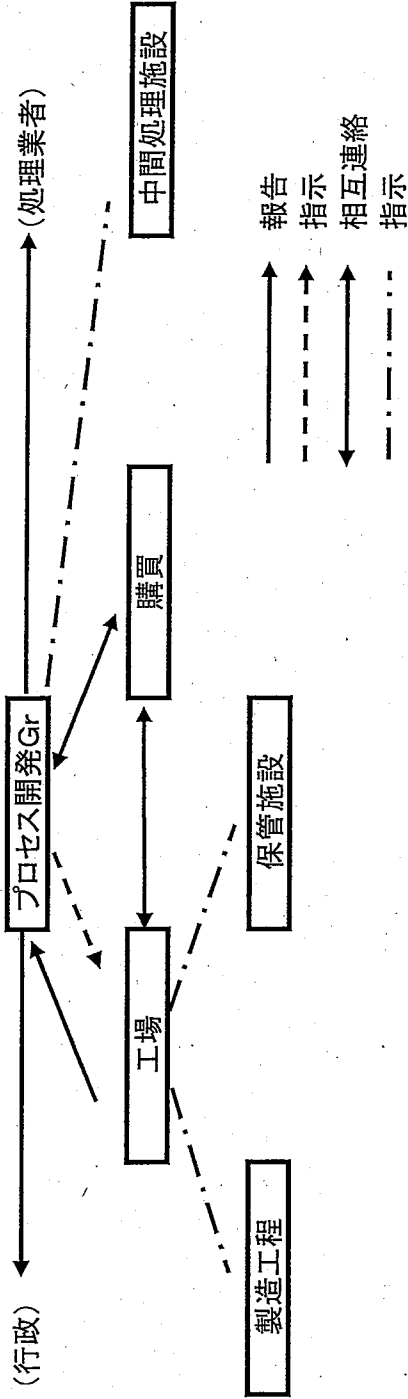 (行政)
プロセス開発Gr
(処理業者)
工場
購買
中間処理施設
製造工程
保管施設
報告
指示
相互連絡
指示